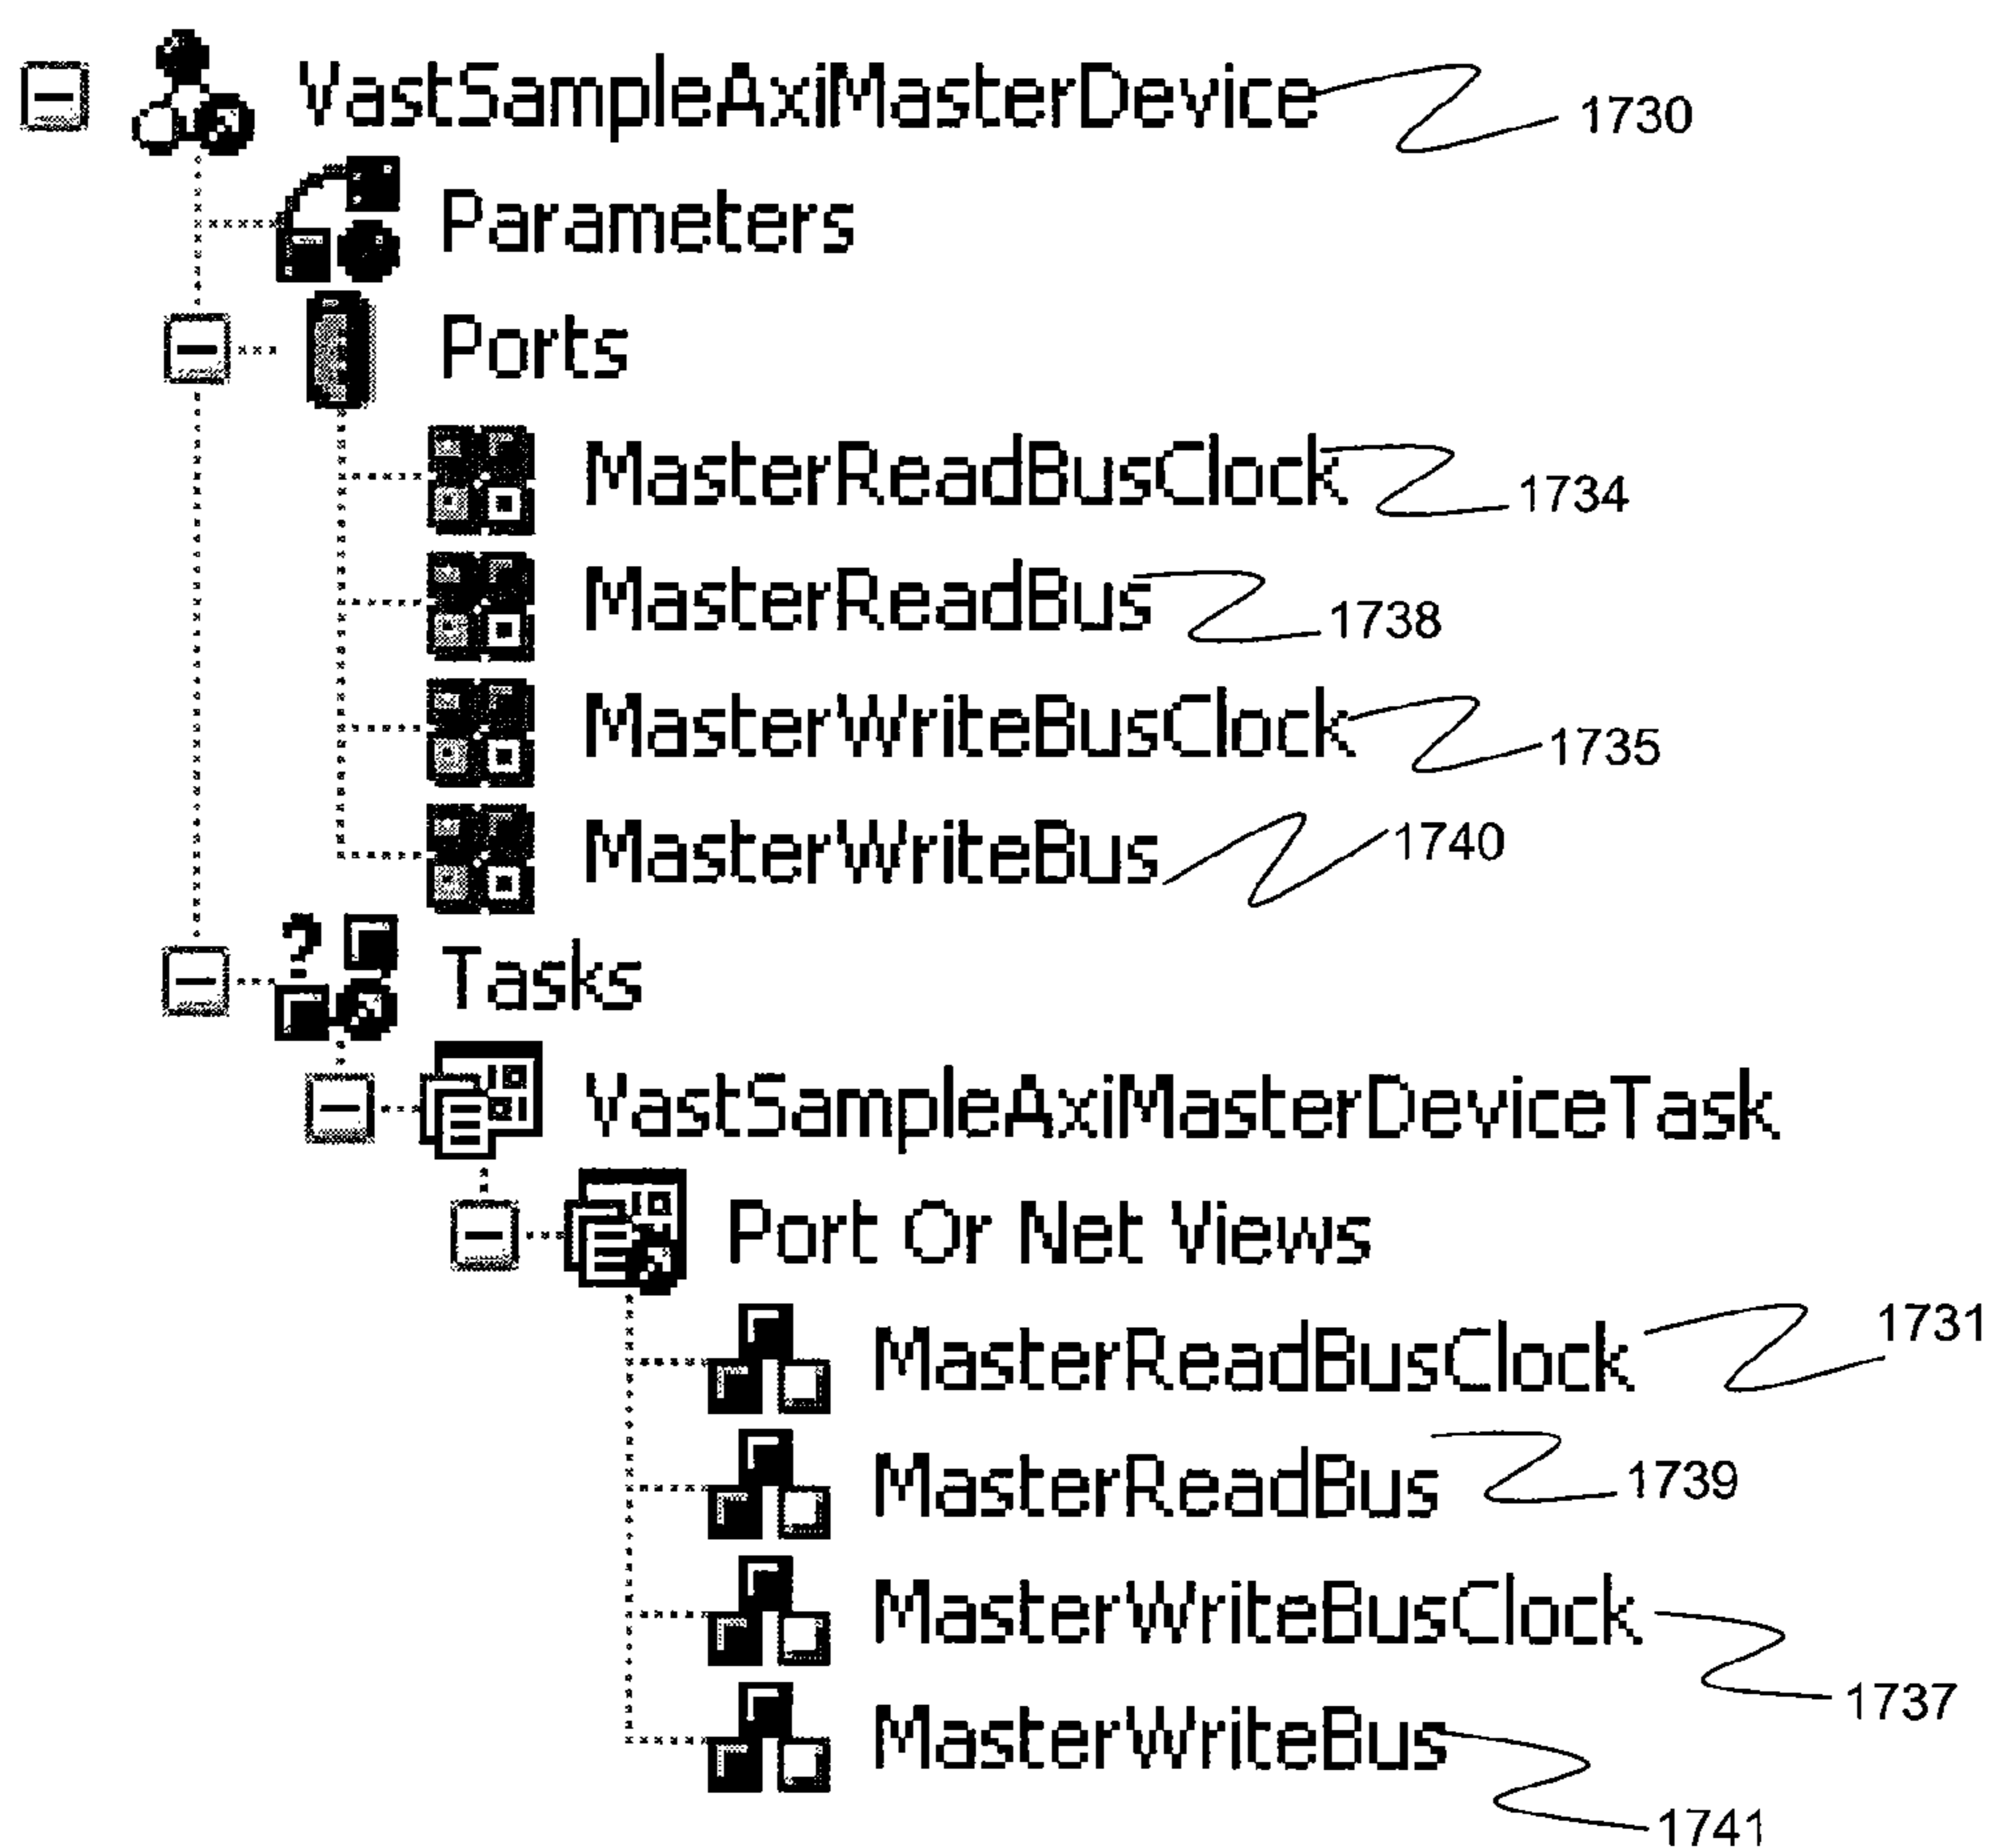 VastSampleAxiMasterDevice 1730
Parameters
Ports
MasterReadBusClock 1734
MasterReadBus 1738
MasterWriteBusClock 1735
MasterWriteBus 1740
Tasks
VastSampleAxiMasterDeviceTask
Port Or Net Views
MasterReadBusClock 1731
MasterReadBus 1739
MasterWriteBusClock 1737
MasterWriteBus 1741